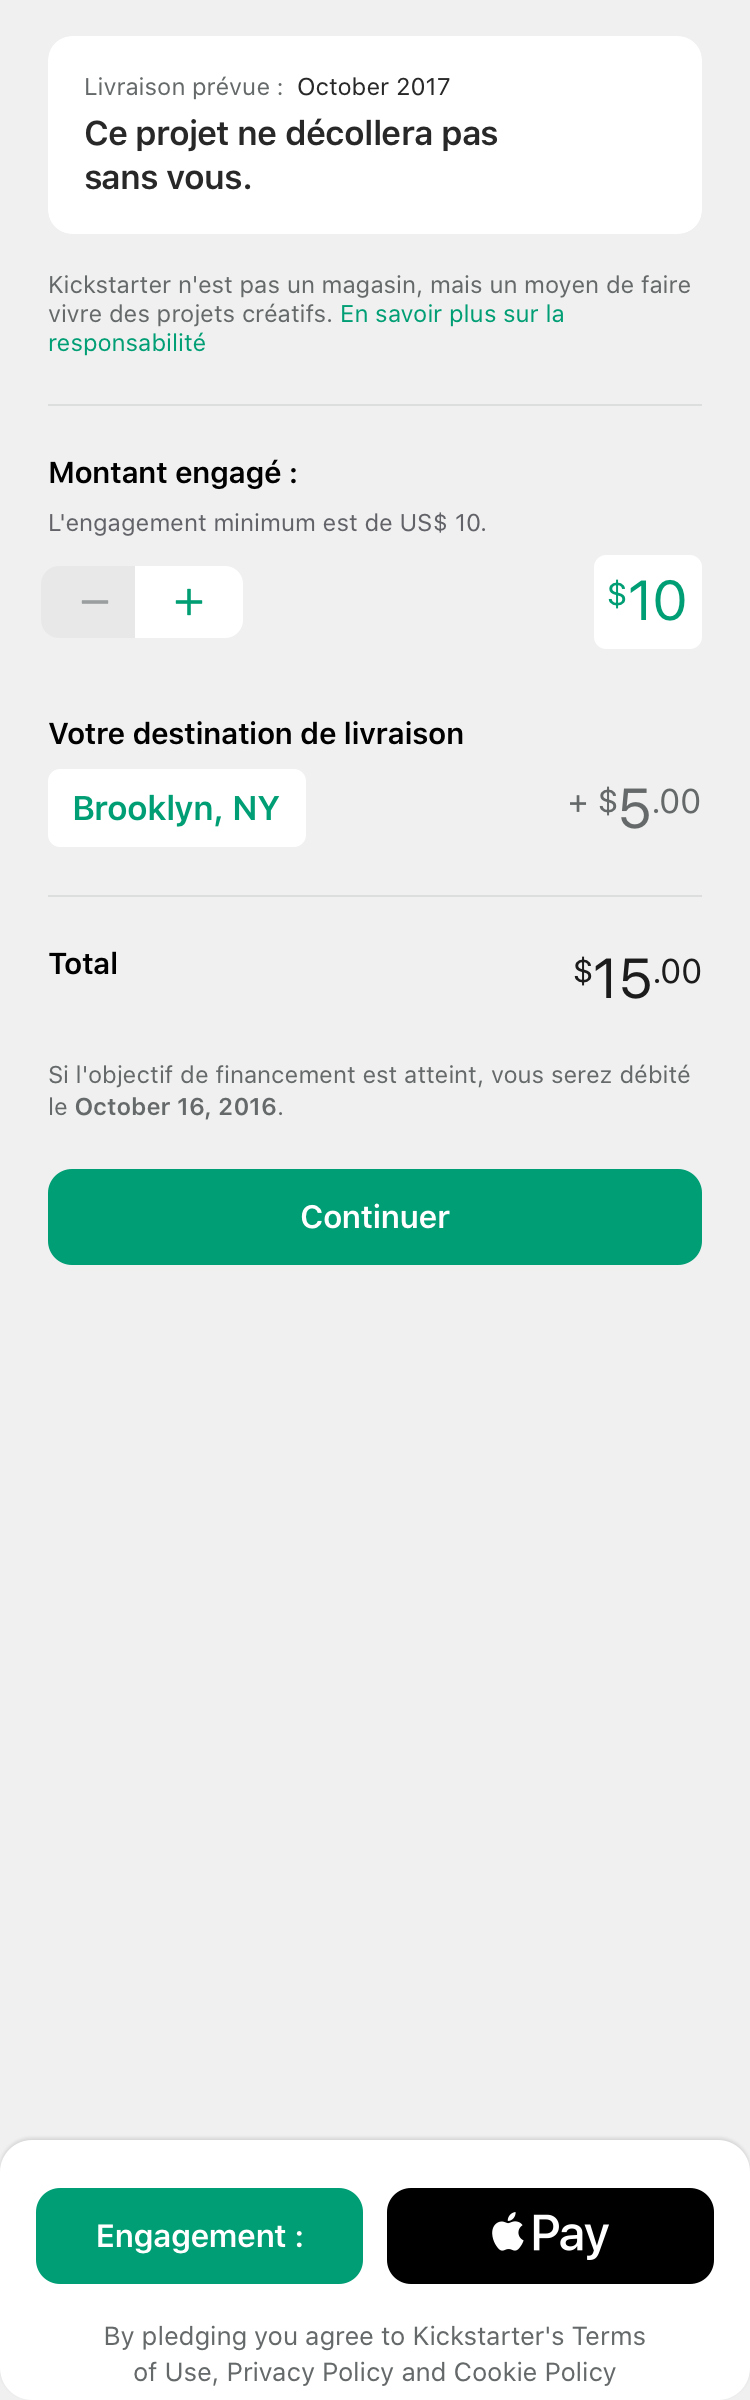 Livraison prévue : October 2017
Ce projet ne décollera pas
sans vous.
Kickstarter n'est pas un magasin, mais un moyen de faire
vivre des projets créatifs. En savoir plus sur la
responsabilité
Montant engagé :
L'engagement minimum est de US$ 10.
− + $10
Votre destination de livraison
Brooklyn, NY + $5.00
Total $15.00
Si l'objectif de financement est atteint, vous serez débité
le October 16, 2016.
Continuer
Engagement : Pay
By pledging you agree to Kickstarter's Terms
of Use, Privacy Policy and Cookie Policy